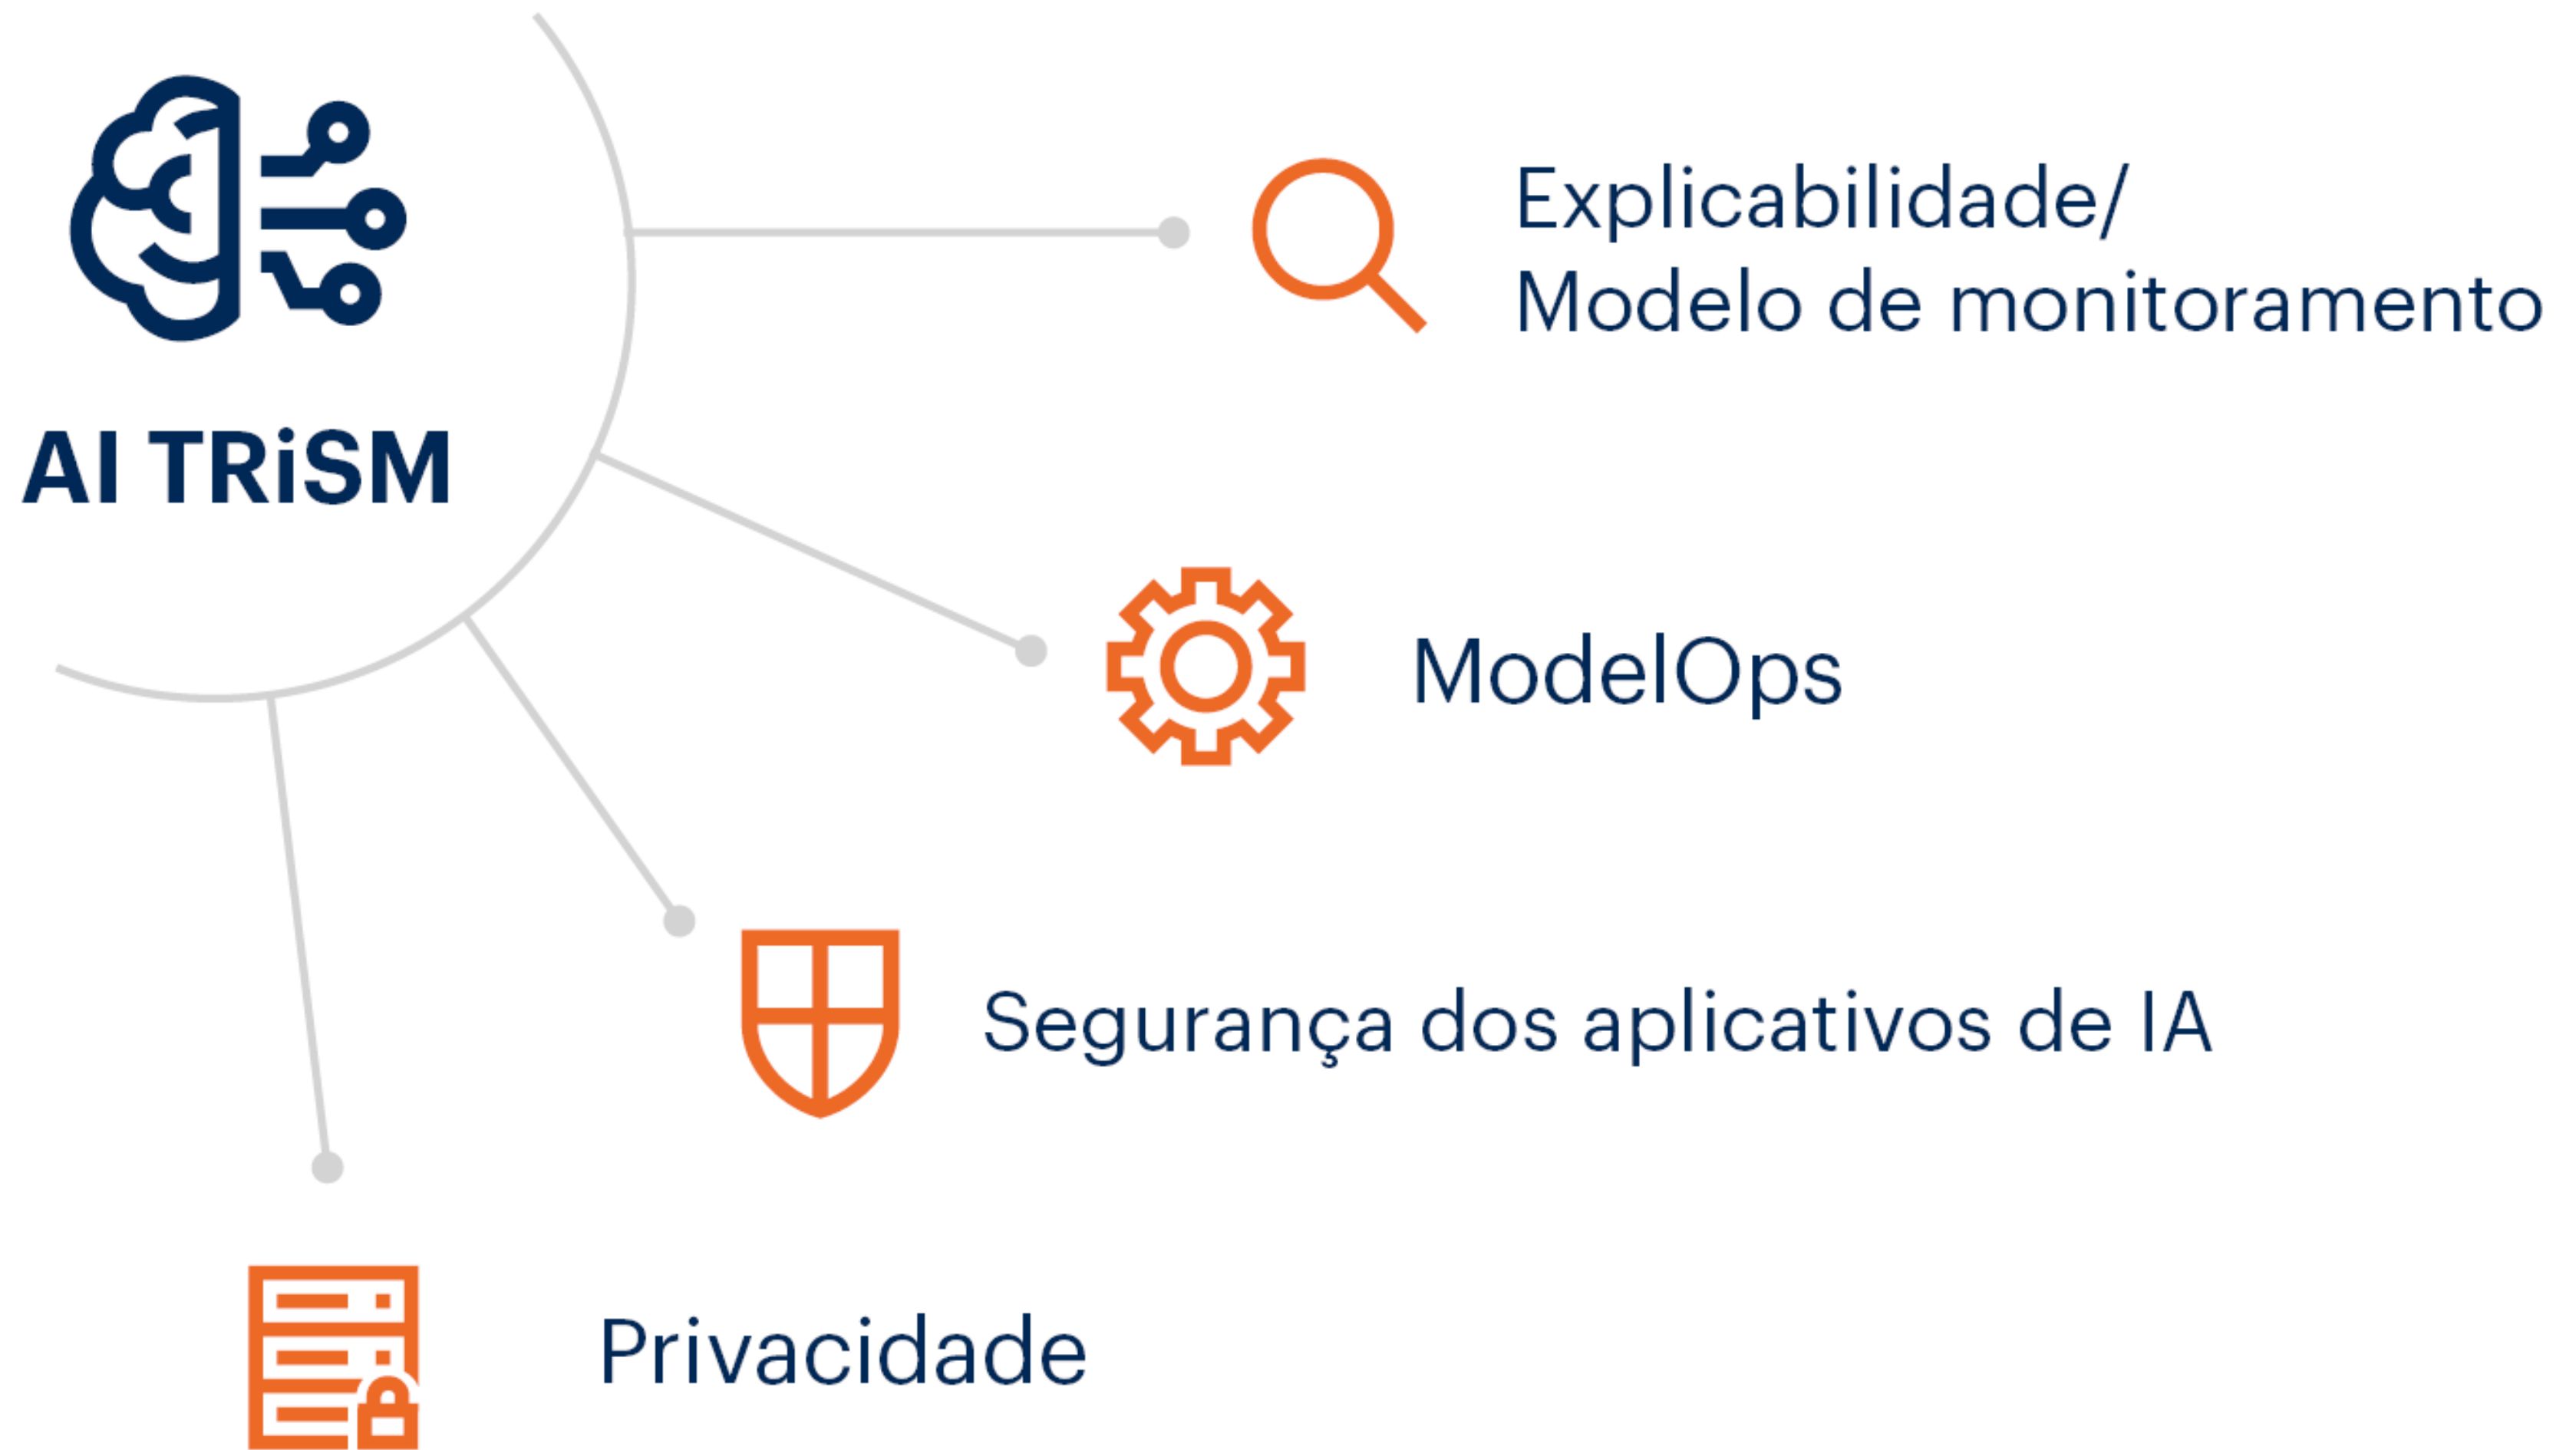 AI TRiSM
Explicabilidade/
Modelo de monitoramento
ModelOps
Segurança dos aplicativos de IA
Privacidade